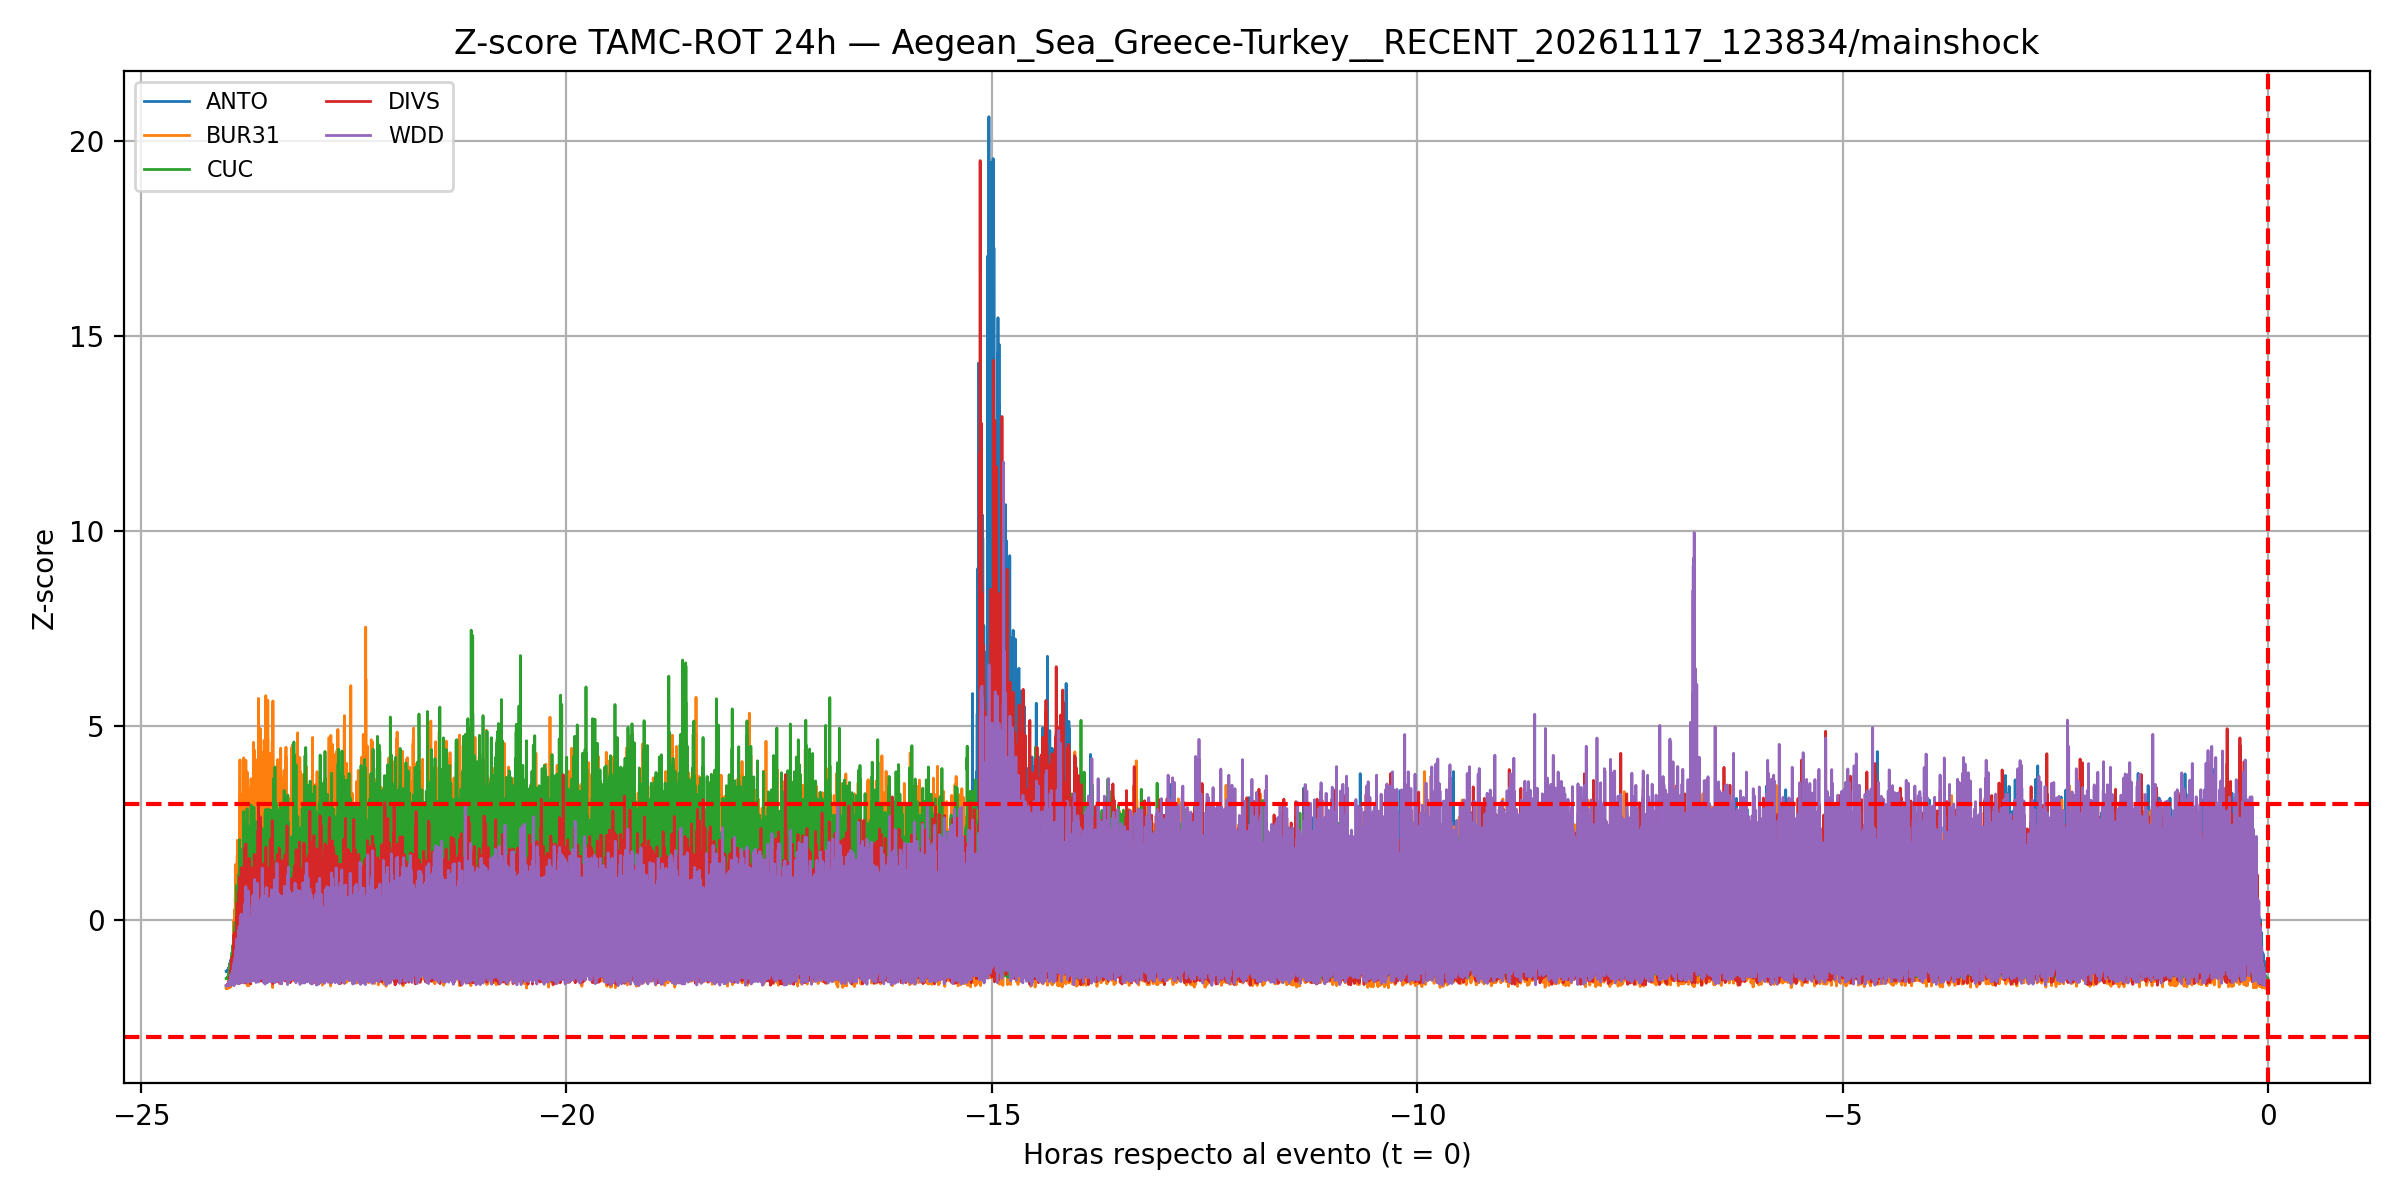 Z-score TAMC-ROT 24h — Aegean_Sea_Greece-Turkey__RECENT_20261117_123834/mainshock
ANTO
BUR31
CUC
DIVS
WDD
Z-score
20
15
10
5
0
−25
−20
−15
−10
−5
0
Horas respecto al evento (t = 0)